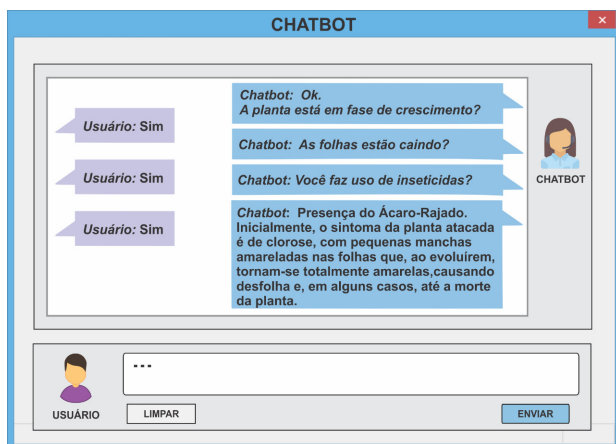 CHATBOT
Chatbot: Ok.
A planta está em fase de crescimento?
Usuário: Sim
Chatbot: As folhas estão caindo?
Usuário: Sim
Chatbot: Você faz uso de inseticidas?
Usuário: Sim
Chatbot: Presença do Ácaro-Rajado.
Inicialmente, o sintoma da planta atacada
é de clorose, com pequenas manchas
amareladas nas folhas que, ao evoluírem,
tornam-se totalmente amarelas,causando
desfolha e, em alguns casos, até a morte
da planta.
CHATBOT
---
USUÁRIO
LIMPAR
ENVIAR